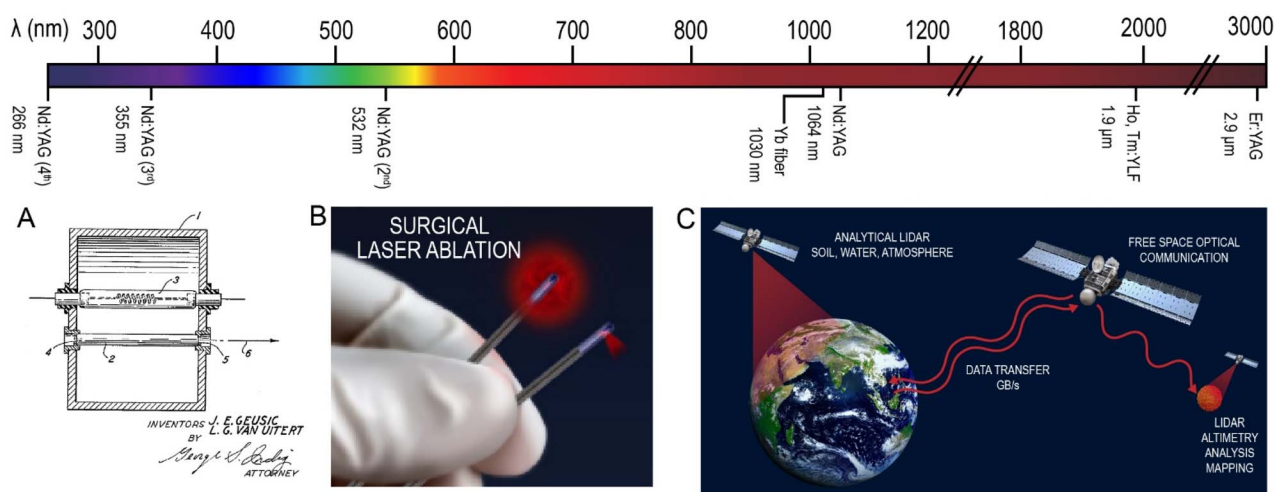 λ (nm) 300 400 500 600 700 800 1000 1200 1800 2000 3000
Nd:YAG (4th)
266 nm
Nd:YAG (3rd)
355 nm
Nd:YAG (2nd)
532 nm
Yb fiber
1030 nm
Nd:YAG
1064 nm
Ho, Tm:YLF
1.9 µm
Er:YAG
2.9 µm
A
1
3
4
2
5
6
INVENTORS J. E. GEUSIC
L. G. VAN UITERT
BY
ATTORNEY
B
SURGICAL
LASER ABLATION
C
ANALYTICAL LIDAR
SOIL, WATER, ATMOSPHERE
FREE SPACE OPTICAL
COMMUNICATION
DATA TRANSFER
GB/s
LIDAR
ALTIMETRY
ANALYSIS
MAPPING